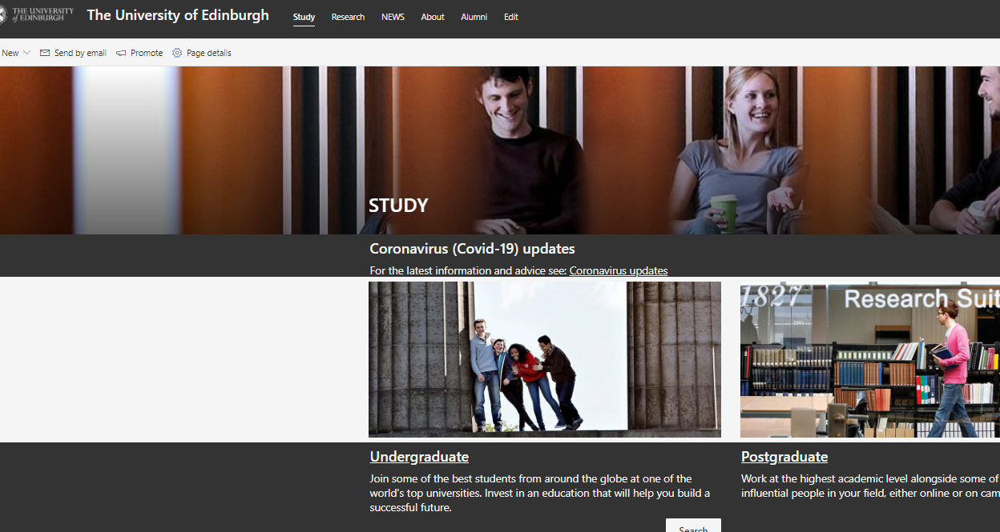 THE UNIVERSITY
of EDINBURGH
The University of Edinburgh
Study Research NEWS About Alumni Edit
New Send by email Promote Page details
STUDY
Coronavirus (Covid-19) updates
For the latest information and advice see: Coronavirus updates
1827 Research Suit
Undergraduate
Join some of the best students from around the globe at one of the
world's top universities. Invest in an education that will help you build a
successful future.
Search
Postgraduate
Work at the highest academic level alongside some of
influential people in your field, either online or on cam